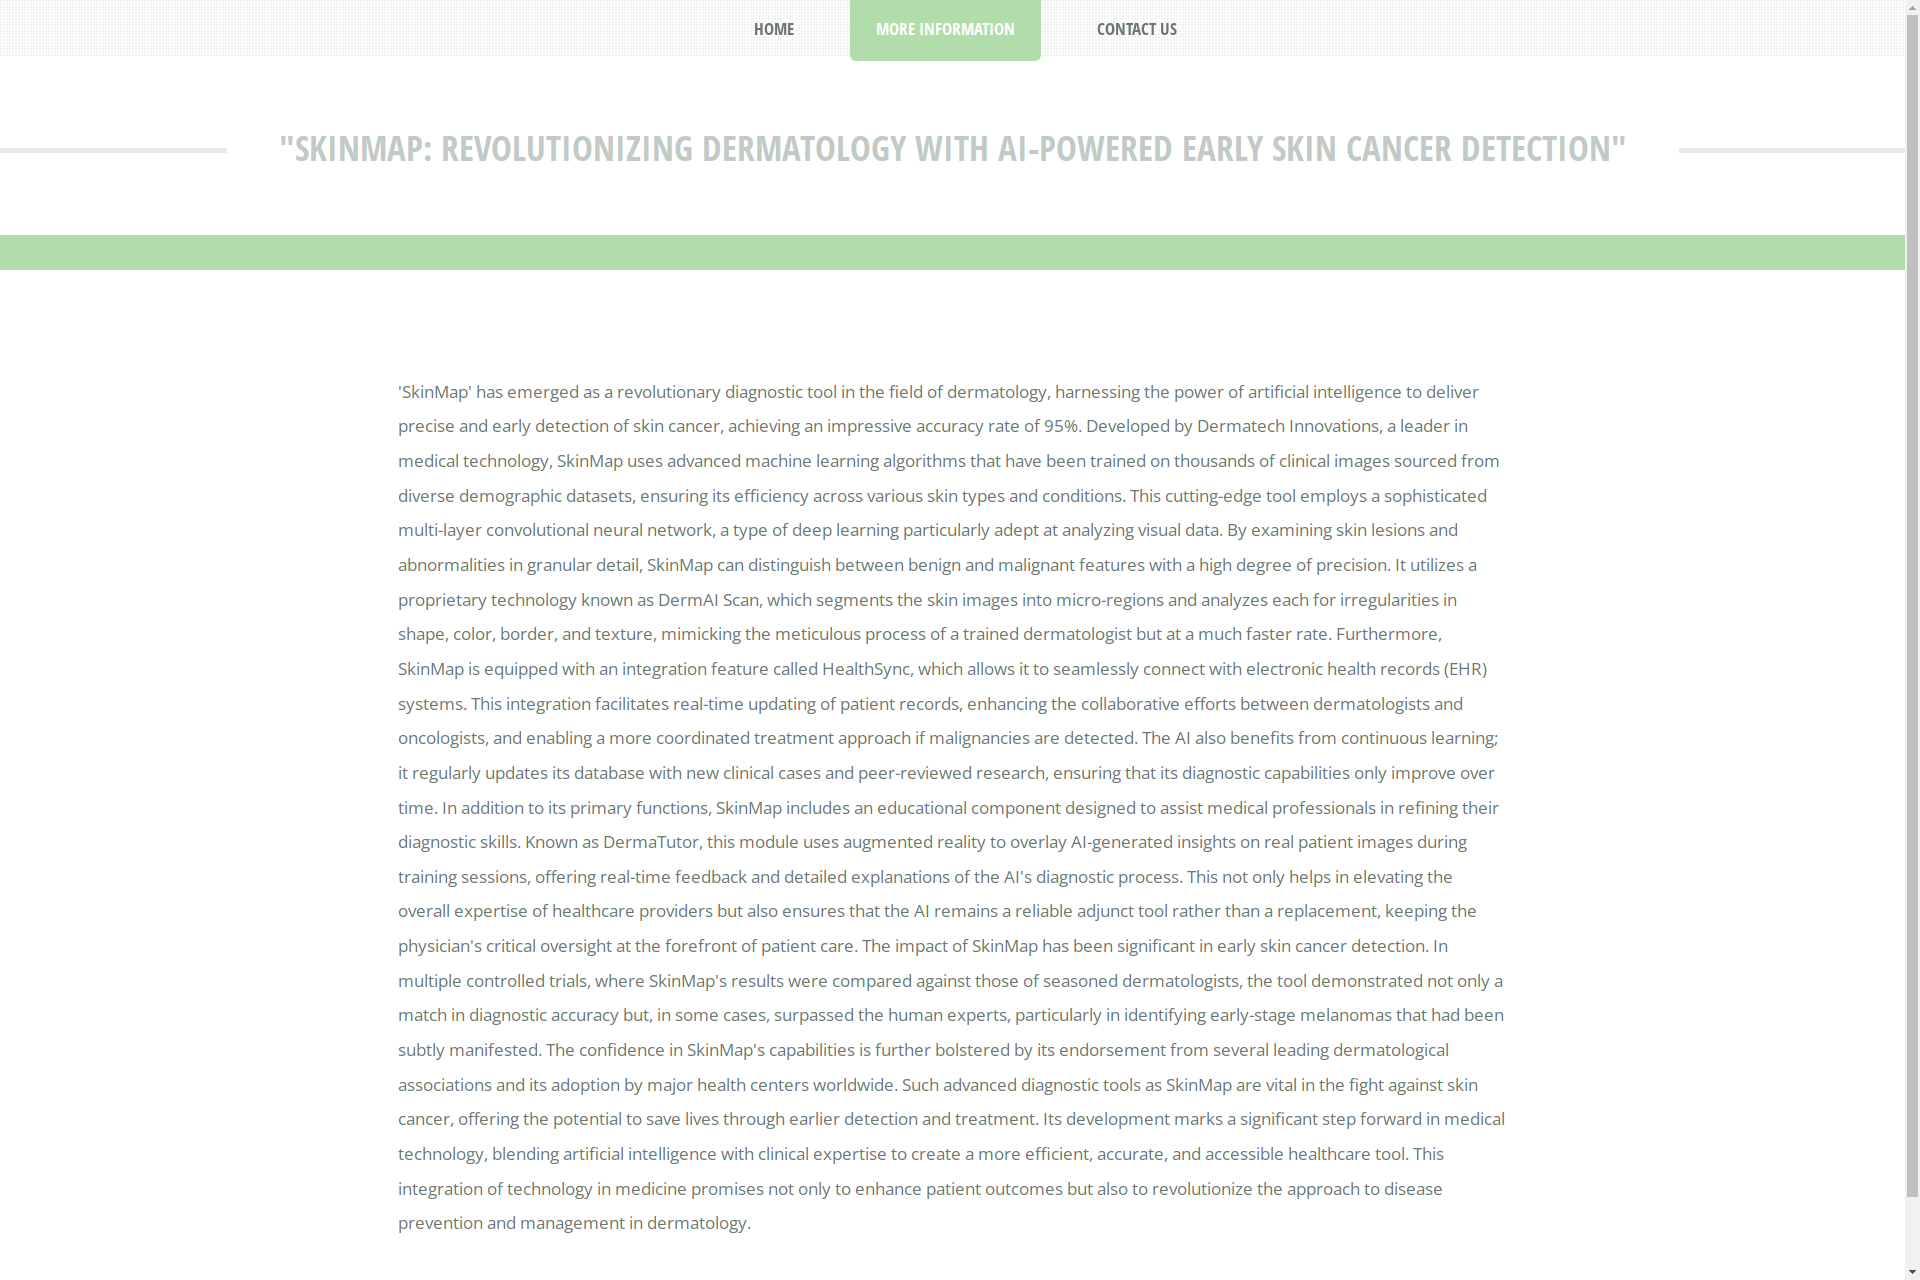 HOME
MORE INFORMATION
CONTACT US
"SKINMAP: REVOLUTIONIZING DERMATOLOGY WITH AI-POWERED EARLY SKIN CANCER DETECTION"
'SkinMap' has emerged as a revolutionary diagnostic tool in the field of dermatology, harnessing the power of artificial intelligence to deliver
precise and early detection of skin cancer, achieving an impressive accuracy rate of 95%. Developed by Dermatech Innovations, a leader in
medical technology, SkinMap uses advanced machine learning algorithms that have been trained on thousands of clinical images sourced from
diverse demographic datasets, ensuring its efficiency across various skin types and conditions. This cutting-edge tool employs a sophisticated
multi-layer convolutional neural network, a type of deep learning particularly adept at analyzing visual data. By examining skin lesions and
abnormalities in granular detail, SkinMap can distinguish between benign and malignant features with a high degree of precision. It utilizes a
proprietary technology known as DermAI Scan, which segments the skin images into micro-regions and analyzes each for irregularities in
shape, color, border, and texture, mimicking the meticulous process of a trained dermatologist but at a much faster rate. Furthermore,
SkinMap is equipped with an integration feature called HealthSync, which allows it to seamlessly connect with electronic health records (EHR)
systems. This integration facilitates real-time updating of patient records, enhancing the collaborative efforts between dermatologists and
oncologists, and enabling a more coordinated treatment approach if malignancies are detected. The AI also benefits from continuous learning;
it regularly updates its database with new clinical cases and peer-reviewed research, ensuring that its diagnostic capabilities only improve over
time. In addition to its primary functions, SkinMap includes an educational component designed to assist medical professionals in refining their
diagnostic skills. Known as DermaTutor, this module uses augmented reality to overlay AI-generated insights on real patient images during
training sessions, offering real-time feedback and detailed explanations of the AI's diagnostic process. This not only helps in elevating the
overall expertise of healthcare providers but also ensures that the AI remains a reliable adjunct tool rather than a replacement, keeping the
physician's critical oversight at the forefront of patient care. The impact of SkinMap has been significant in early skin cancer detection. In
multiple controlled trials, where SkinMap's results were compared against those of seasoned dermatologists, the tool demonstrated not only a
match in diagnostic accuracy but, in some cases, surpassed the human experts, particularly in identifying early-stage melanomas that had been
subtly manifested. The confidence in SkinMap's capabilities is further bolstered by its endorsement from several leading dermatological
associations and its adoption by major health centers worldwide. Such advanced diagnostic tools as SkinMap are vital in the fight against skin
cancer, offering the potential to save lives through earlier detection and treatment. Its development marks a significant step forward in medical
technology, blending artificial intelligence with clinical expertise to create a more efficient, accurate, and accessible healthcare tool. This
integration of technology in medicine promises not only to enhance patient outcomes but also to revolutionize the approach to disease
prevention and management in dermatology.